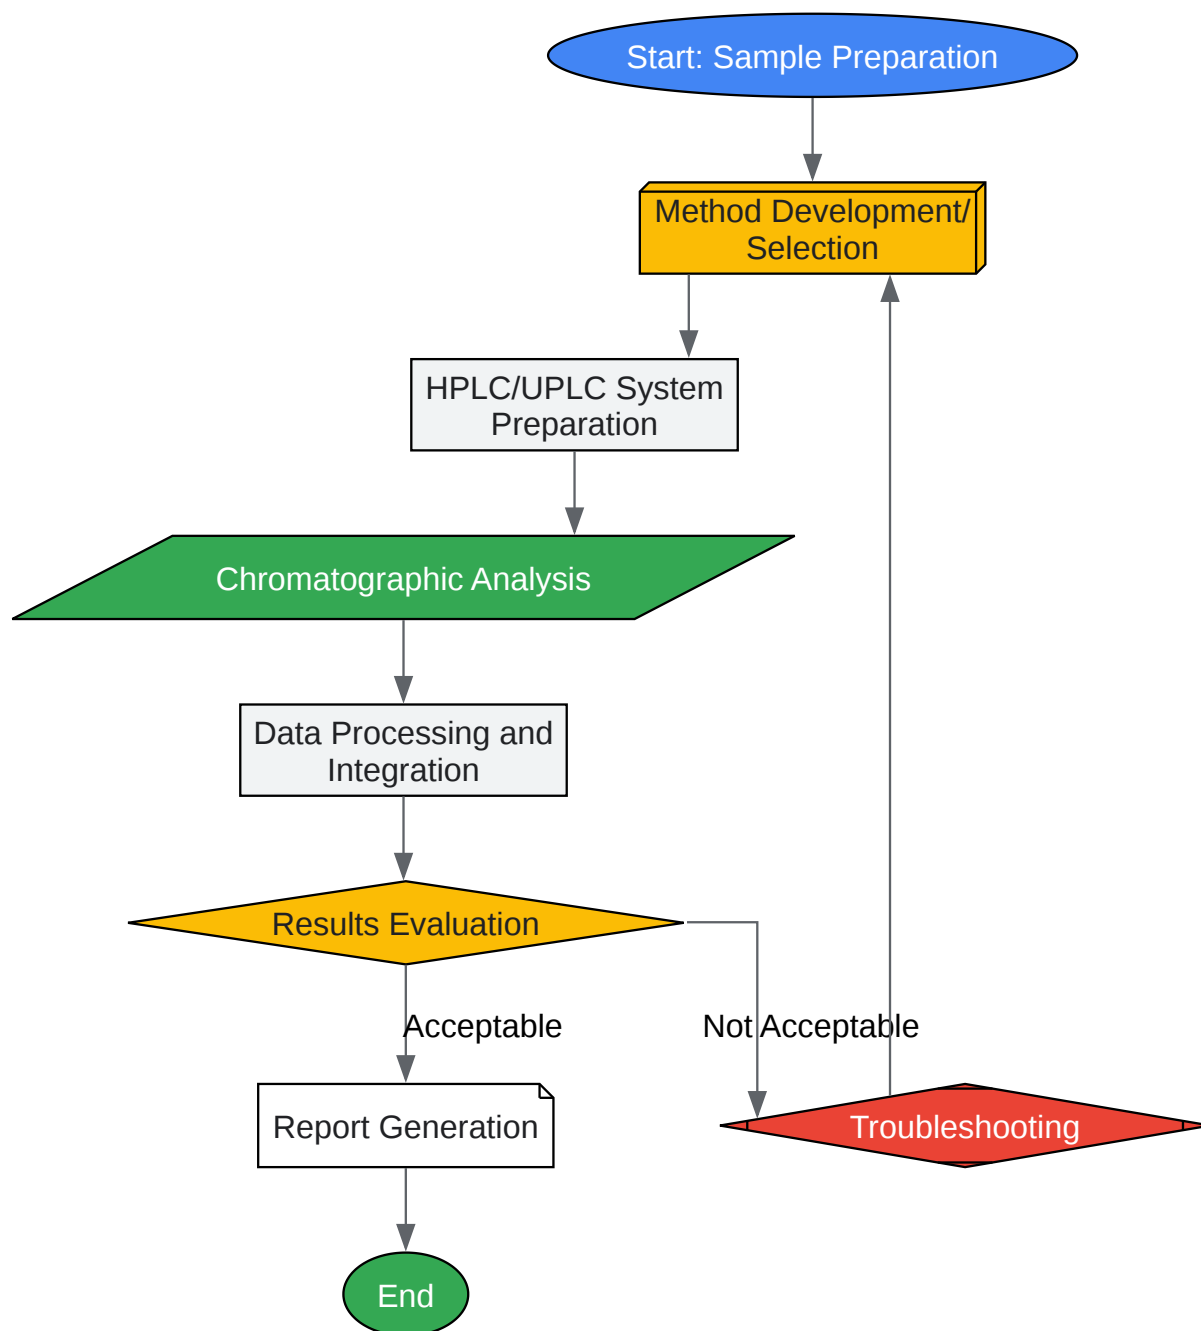 Start: Sample Preparation
Method Development/
Selection
HPLC/UPLC System
Preparation
Chromatographic Analysis
Data Processing and
Integration
Results Evaluation
Acceptable
Not Acceptable
Report Generation
Troubleshooting
End